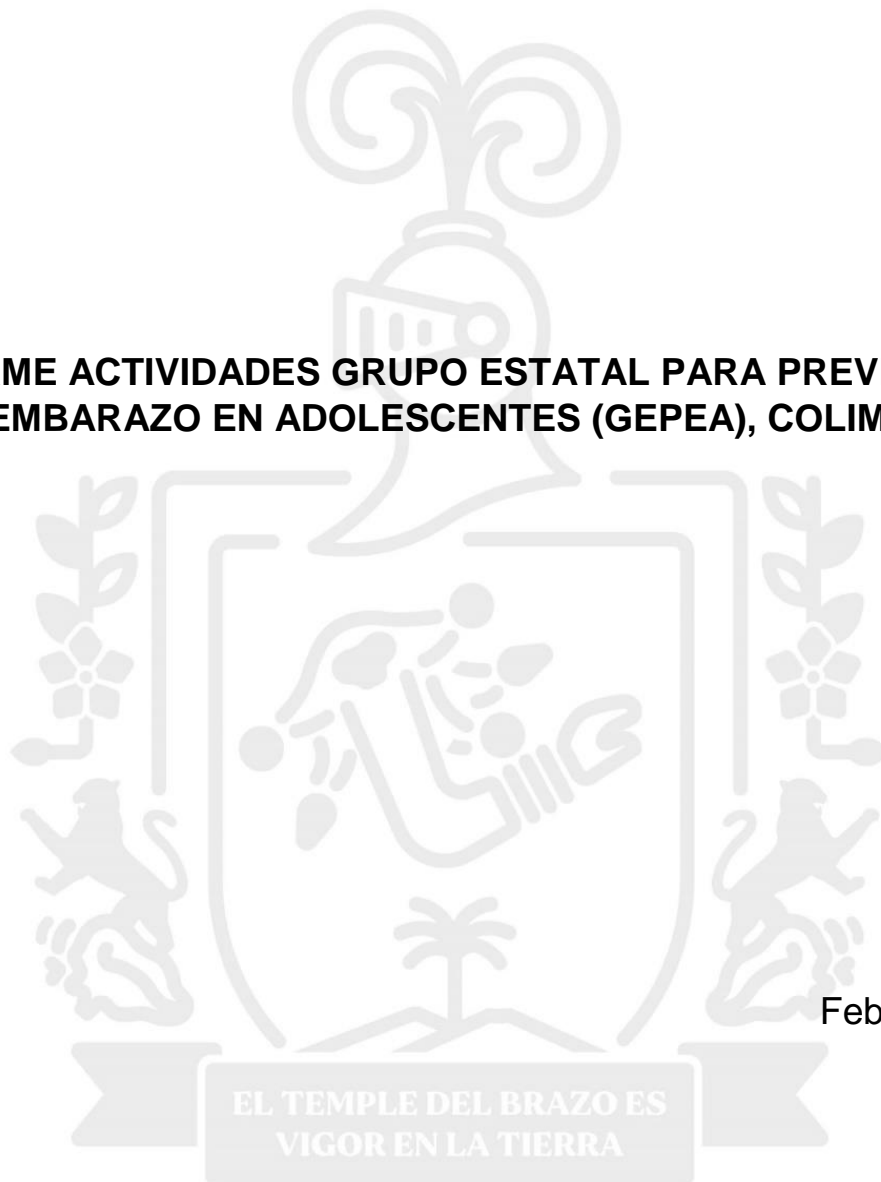 ME ACTIVIDADES GRUPO ESTATAL PARA PREV
EMBARAZO EN ADOLESCENTES (GEPEA), COLIM
Feb
EL TEMPLE DEL BRAZO ES
VIGOR EN LA TIERRA